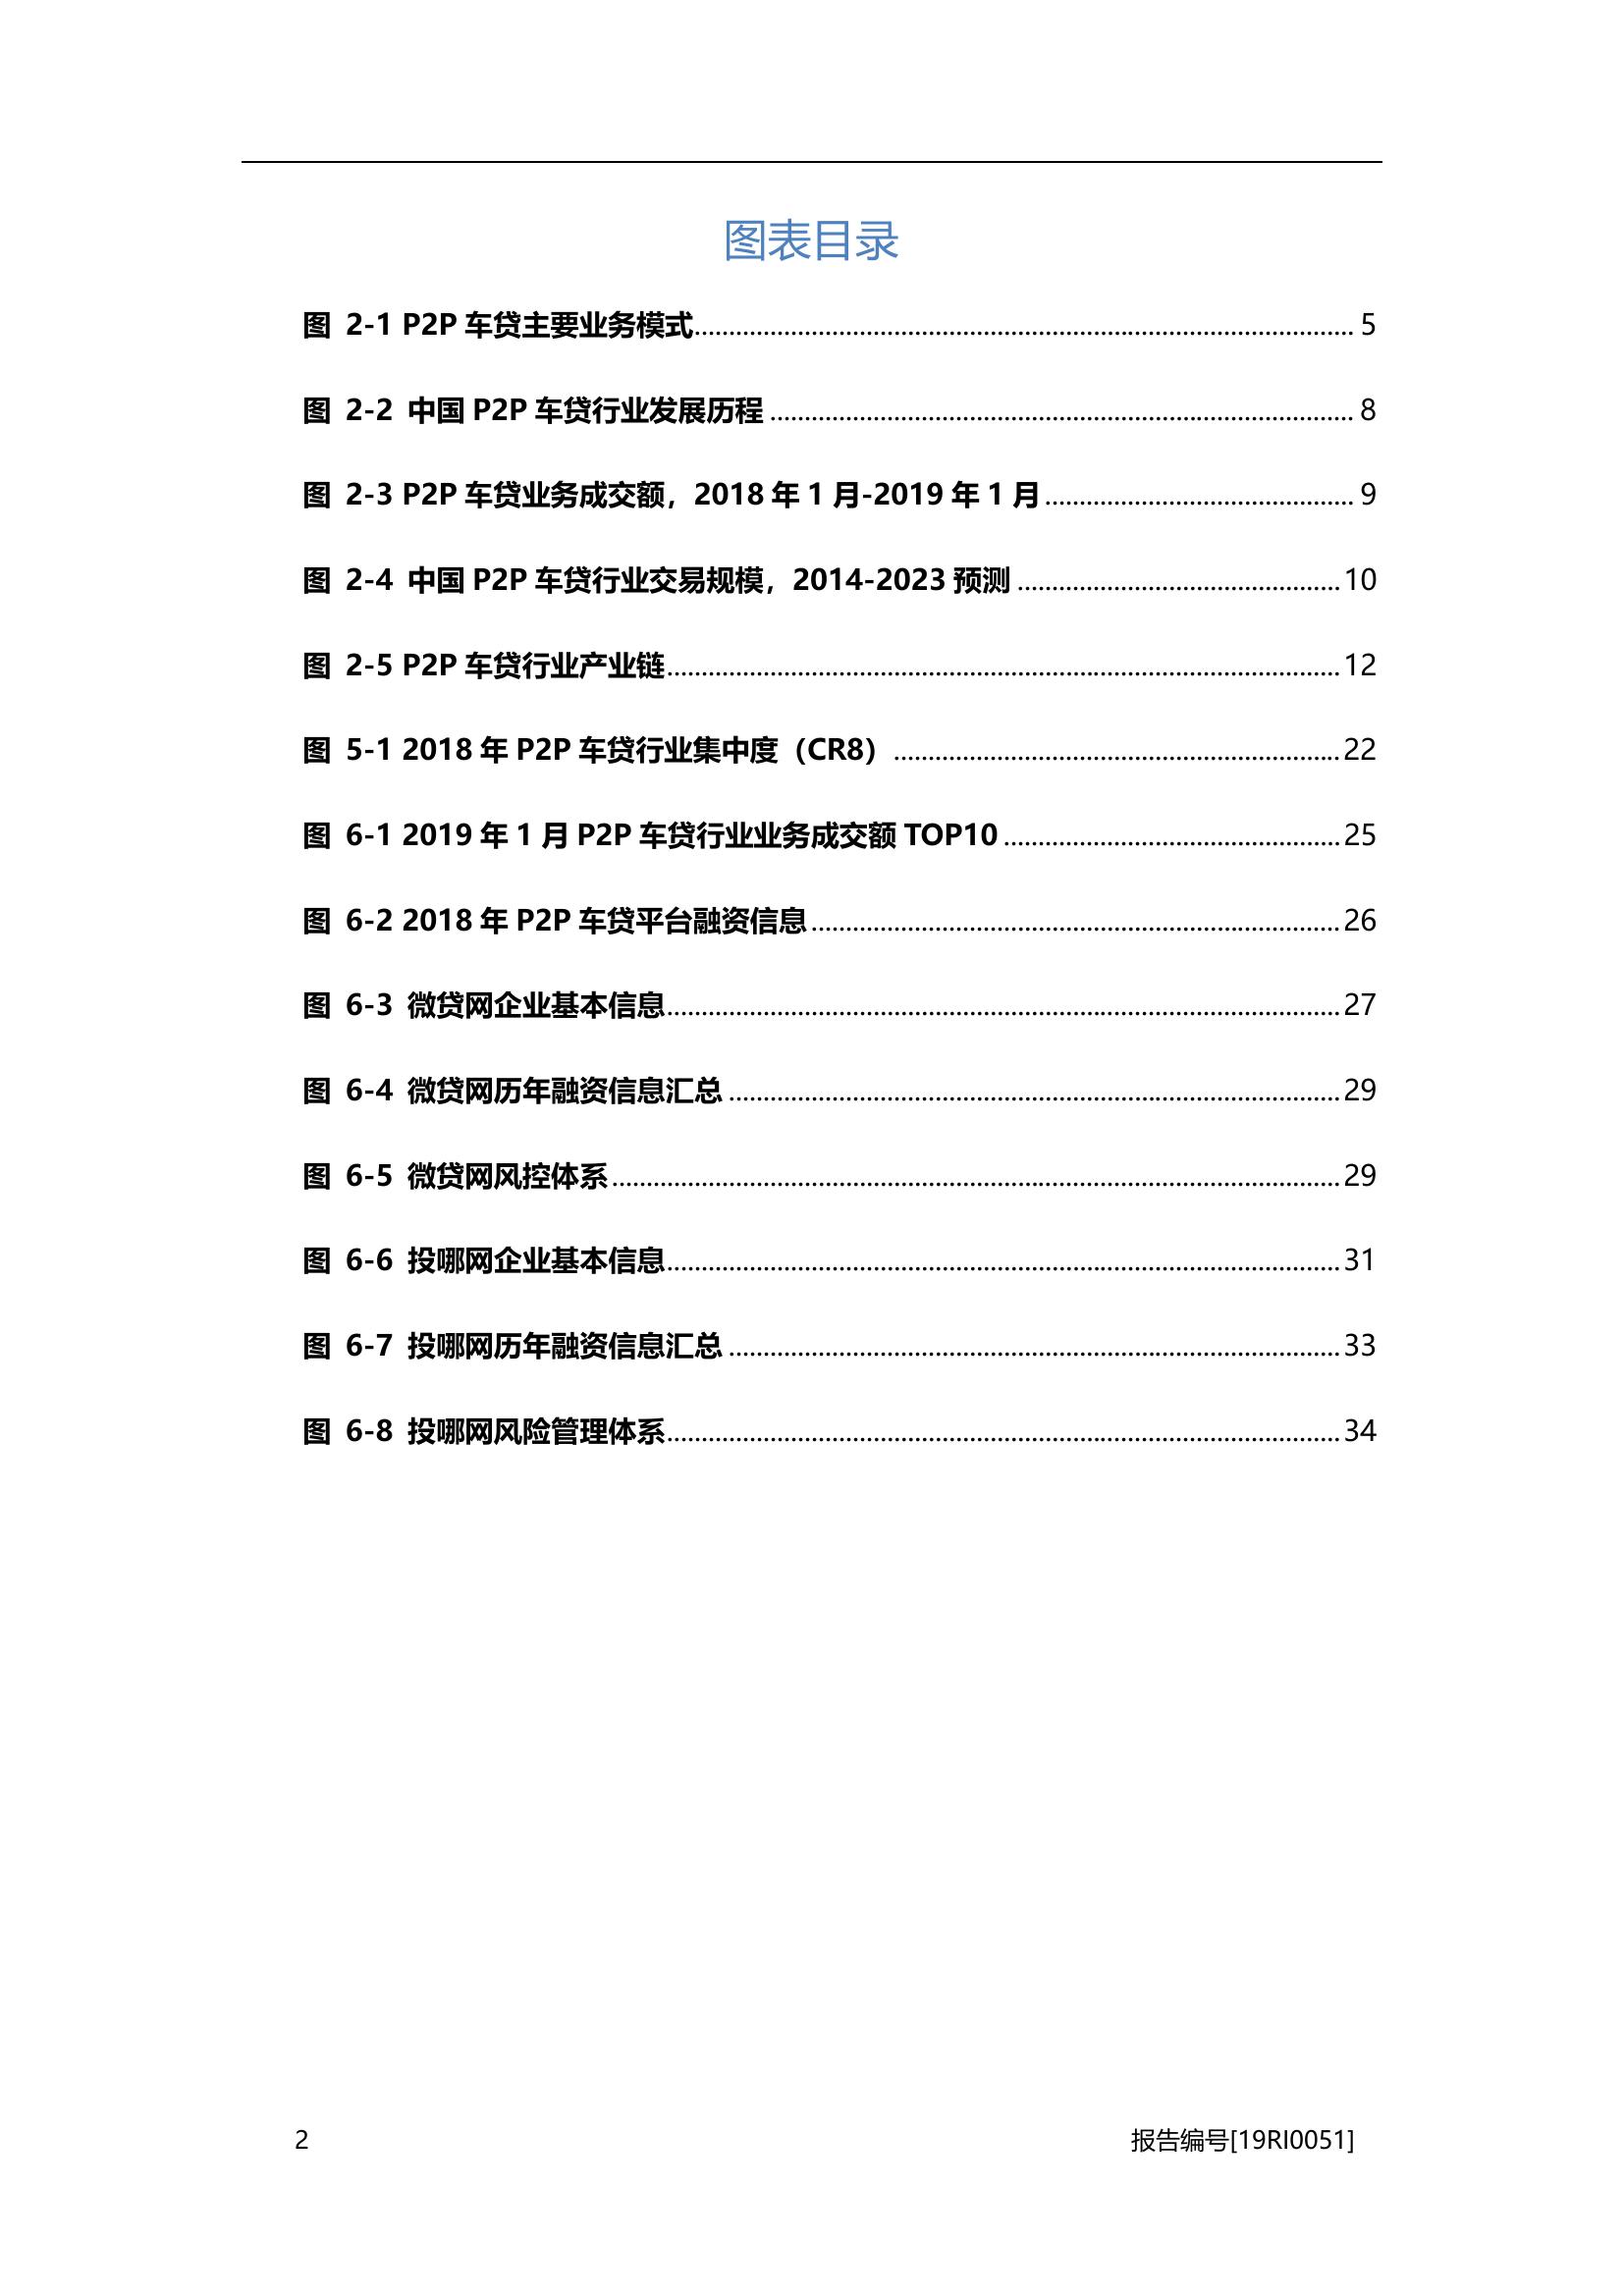 图表目录
图 2-1 P2P 车贷主要业务模式 5
图 2-2 中国 P2P 车贷行业发展历程 8
图 2-3 P2P 车贷业务成交额，2018 年 1 月-2019 年 1 月 9
图 2-4 中国 P2P 车贷行业交易规模，2014-2023 预测 10
图 2-5 P2P 车贷行业产业链 12
图 5-1 2018 年 P2P 车贷行业集中度（CR8） 22
图 6-1 2019 年 1 月 P2P 车贷行业业务成交额 TOP10 25
图 6-2 2018 年 P2P 车贷平台融资信息 26
图 6-3 微贷网企业基本信息 27
图 6-4 微贷网历年融资信息汇总 29
图 6-5 微贷网风控体系 29
图 6-6 投哪网企业基本信息 31
图 6-7 投哪网历年融资信息汇总 33
图 6-8 投哪网风险管理体系 34
2 报告编号[19RI0051]